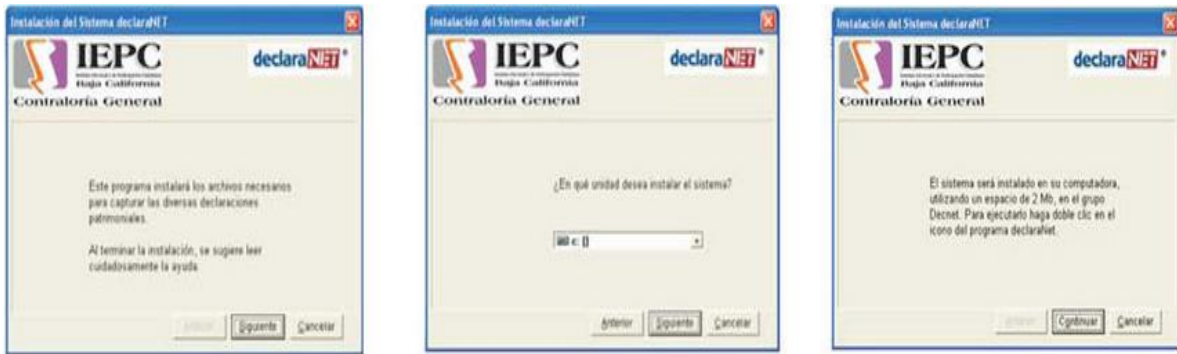 Instalación del Sistema declaraNET
IEPC
Baja California
Contraloría General
declaraNET®
Este programa instalará los archivos necesarios
para capturar las diversas declaraciones
patrimoniales.
Al terminar la instalación, se sugiere leer
cuidadosamente la ayuda.
Anterior
Siguiente
Cancelar
Instalación del Sistema declaraNET
IEPC
Baja California
Contraloría General
declaraNET®
¿En qué unidad desea instalar el sistema?
c: []
Anterior
Siguiente
Cancelar
Instalación del Sistema declaraNET
IEPC
Baja California
Contraloría General
declaraNET®
El sistema será instalado en su computadora,
utilizando un espacio de 2 Mb, en el grupo
Decnet. Para ejecutarlo haga doble clic en el
icono del programa declaraNet.
Anterior
Continuar
Cancelar